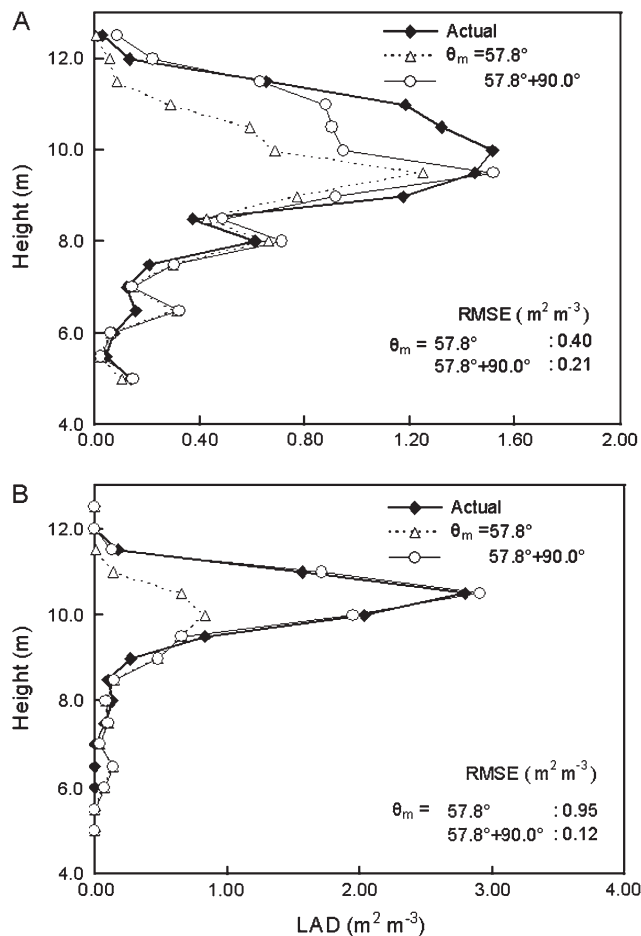 A
12.0
10.0
8.0
6.0
4.0
Height (m)
Actual
θm =57.8°
57.8°+90.0°
RMSE ( m² m⁻³)
θm = 57.8° : 0.40
57.8°+90.0° : 0.21
0.00 0.40 0.80 1.20 1.60 2.00
B
12.0
10.0
8.0
6.0
4.0
Height (m)
Actual
θm =57.8°
57.8°+90.0°
RMSE ( m² m⁻³)
θm = 57.8° : 0.95
57.8°+90.0° : 0.12
0.00 1.00 2.00 3.00 4.00
LAD (m² m⁻³)